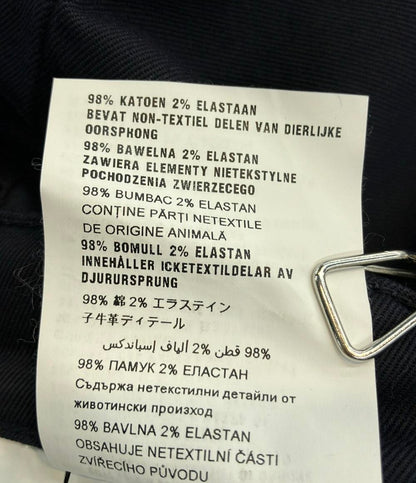 98% KATOEN 2% ELASTAAN
BEVAT NON-TEXTIEL DELEN VAN DIERLIJKE
OORSPHONG
98% BAWELNA 2% ELASTAN
ZAWIERA ELEMENTY NIETEKSTYLNE
POCHODZENIA ZWIERZECEGO
98% BUMBAC 2% ELASTAN
CONȚINE PĂRȚI NETEXTILE
DE ORIGINE ANIMALĂ
98% BOMULL 2% ELASTAN
INNEHÅLLER ICKETEXTILDELAR AV
DJURURSPRUNG
98% 綿 2% エラステイン
子牛革ディテール
98% قطن 2% ألياف إسباندكس
98% ПАМУК 2% ЕЛАСТАН
Съдържа нетекстилни детайли от
животински произход
98% BAVLNA 2% ELASTAN
OBSAHUJE NETEXTILNÍ ČÁSTI
ZVÍŘECÍHO PŮVODU